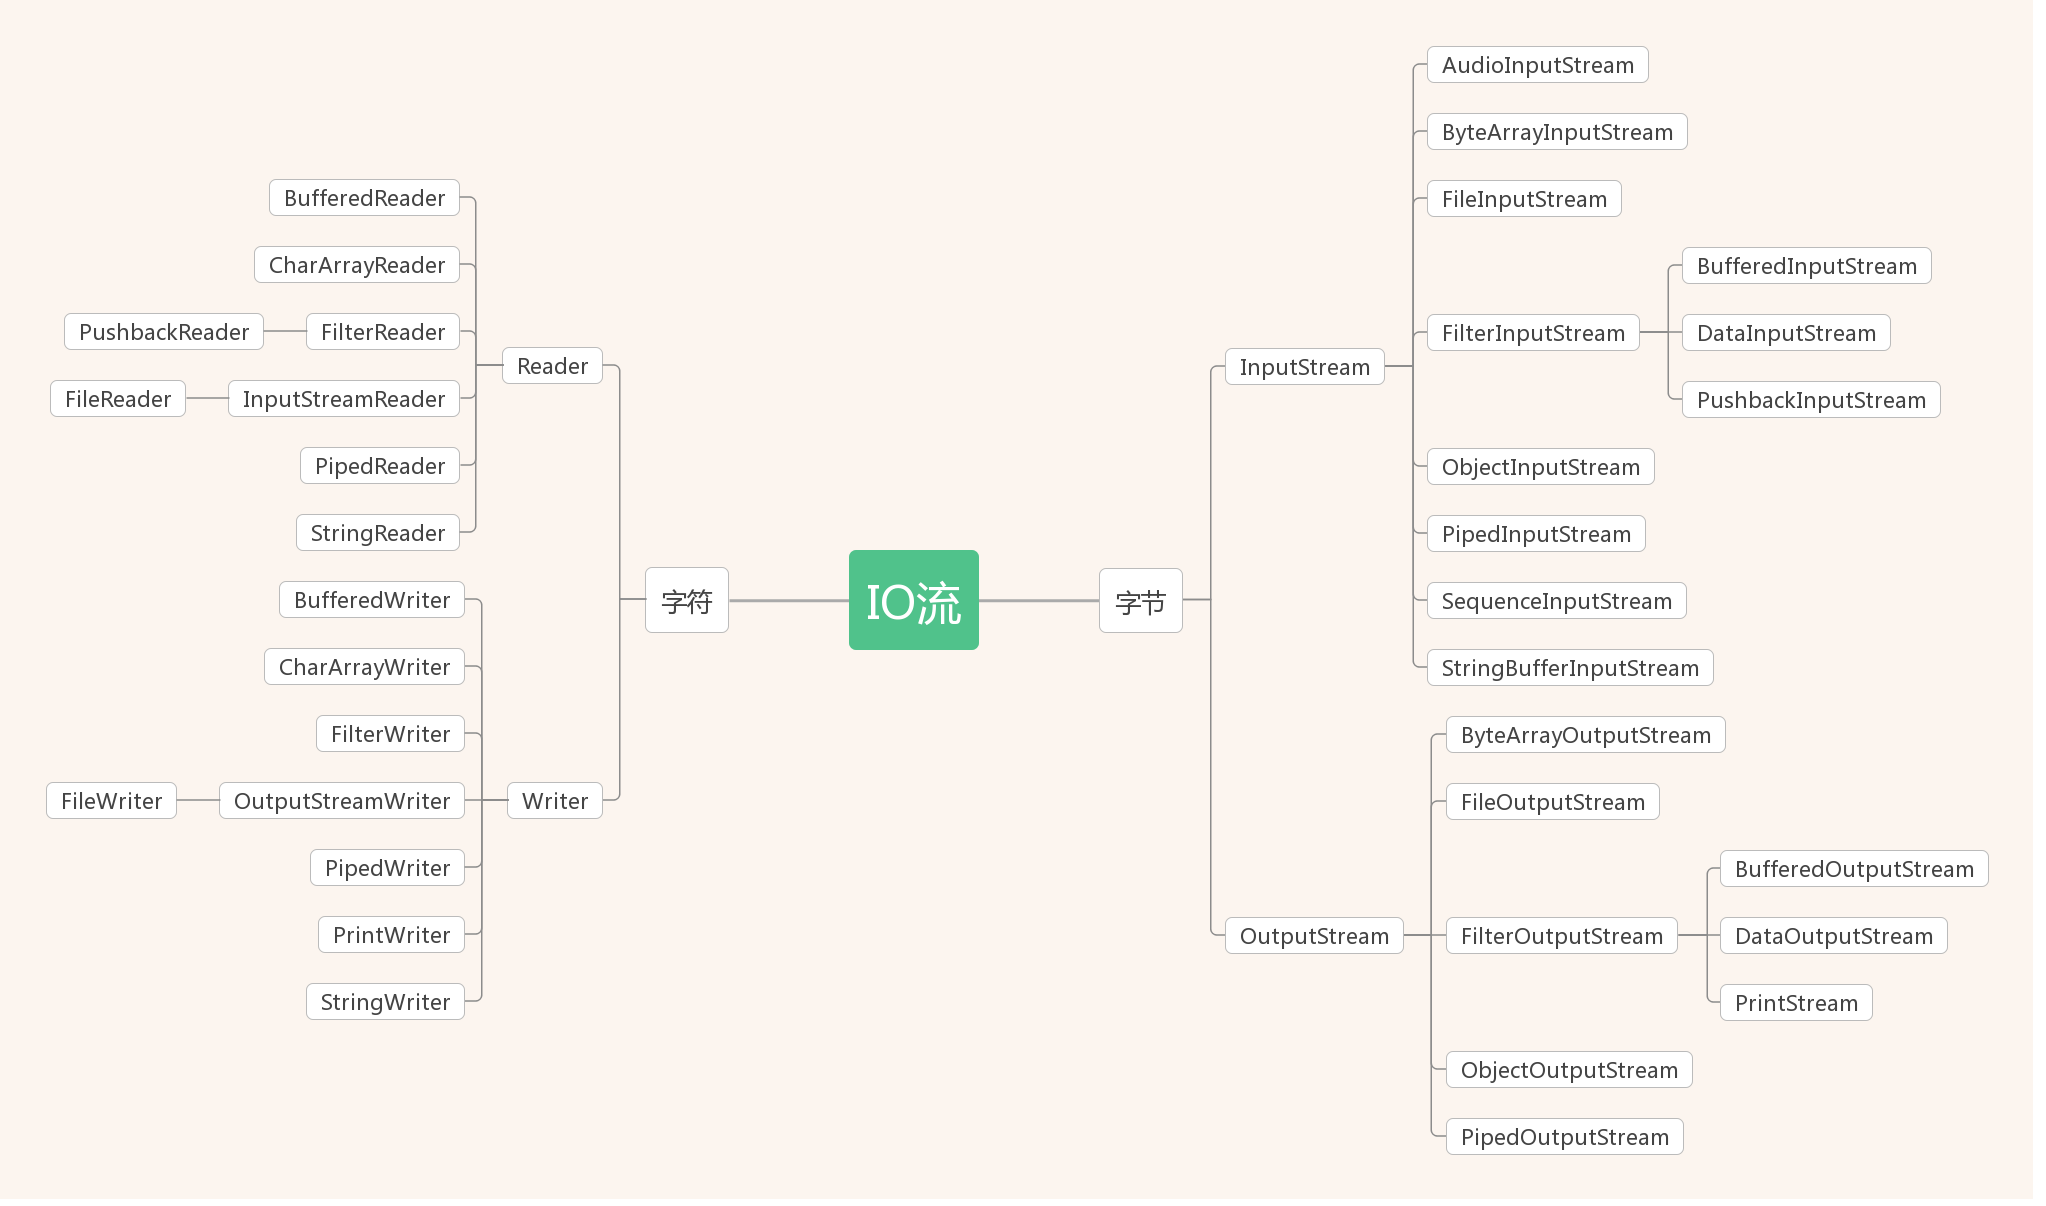 IO流
字符
Reader
BufferedReader
CharArrayReader
FilterReader
PushbackReader
InputStreamReader
FileReader
PipedReader
StringReader
Writer
BufferedWriter
CharArrayWriter
FilterWriter
OutputStreamWriter
FileWriter
PipedWriter
PrintWriter
StringWriter
字节
InputStream
AudioInputStream
ByteArrayInputStream
FileInputStream
FilterInputStream
BufferedInputStream
DataInputStream
PushbackInputStream
ObjectInputStream
PipedInputStream
SequenceInputStream
StringBufferInputStream
OutputStream
ByteArrayOutputStream
FileOutputStream
FilterOutputStream
BufferedOutputStream
DataOutputStream
PrintStream
ObjectOutputStream
PipedOutputStream